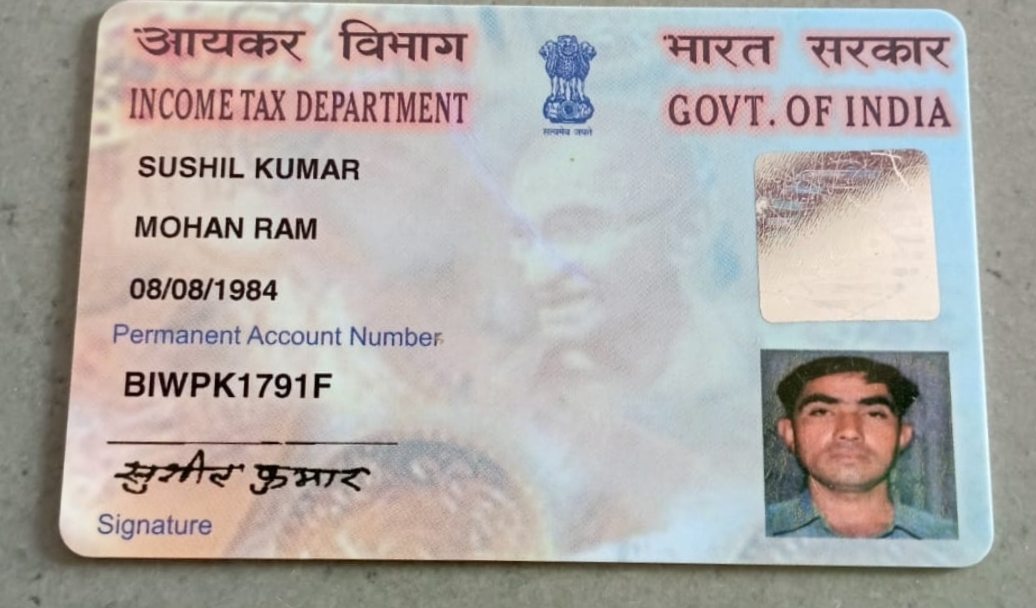 आयकर विभाग
INCOME TAX DEPARTMENT
सत्यमेव जयते
भारत सरकार
GOVT. OF INDIA
SUSHIL KUMAR
MOHAN RAM
08/08/1984
Permanent Account Number
BIWPK1791F
सुशील कुमार
Signature